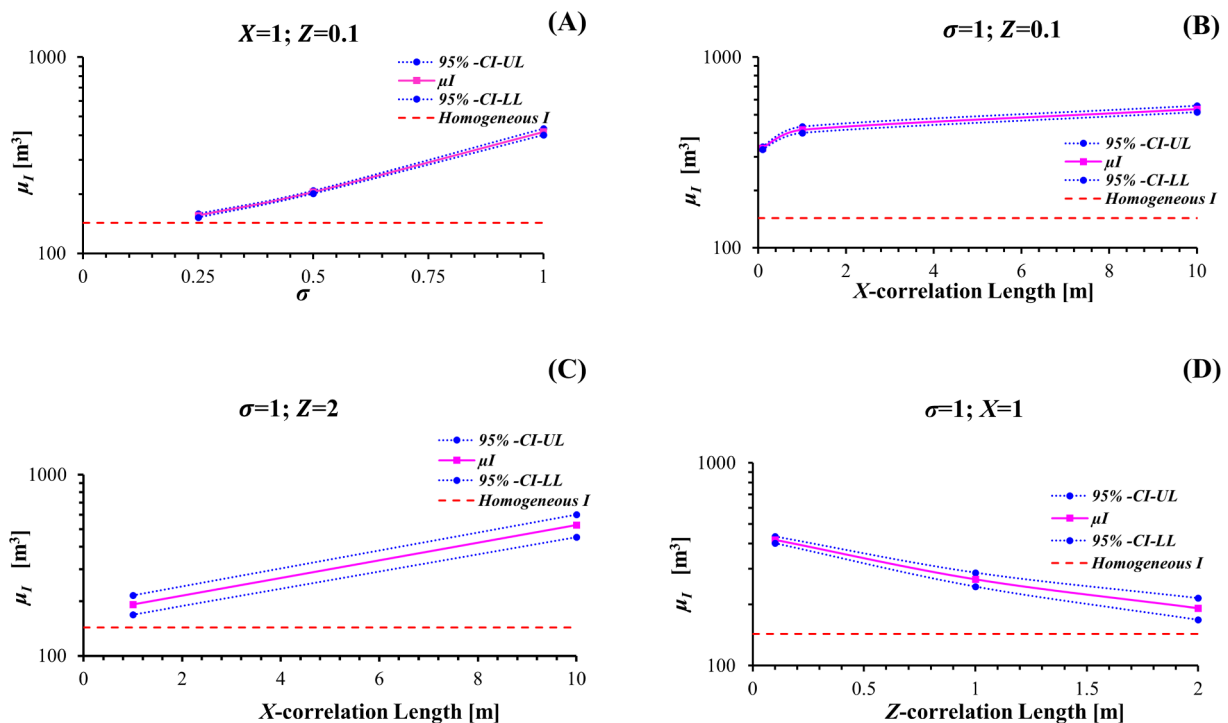 (A)
X=1; Z=0.1
1000
100
μI [m³]
95% -CI-UL
μI
95% -CI-LL
Homogeneous I
0 0.25 0.5 0.75 1
σ
(B)
σ=1; Z=0.1
1000
100
μI [m³]
95% -CI-UL
μI
95% -CI-LL
Homogeneous I
0 2 4 6 8 10
X-correlation Length [m]
(C)
σ=1; Z=2
1000
100
μI [m³]
95% -CI-UL
μI
95% -CI-LL
Homogeneous I
0 2 4 6 8 10
X-correlation Length [m]
(D)
σ=1; X=1
1000
100
μI [m³]
95% -CI-UL
μI
95% -CI-LL
Homogeneous I
0 0.5 1 1.5 2
Z-correlation Length [m]